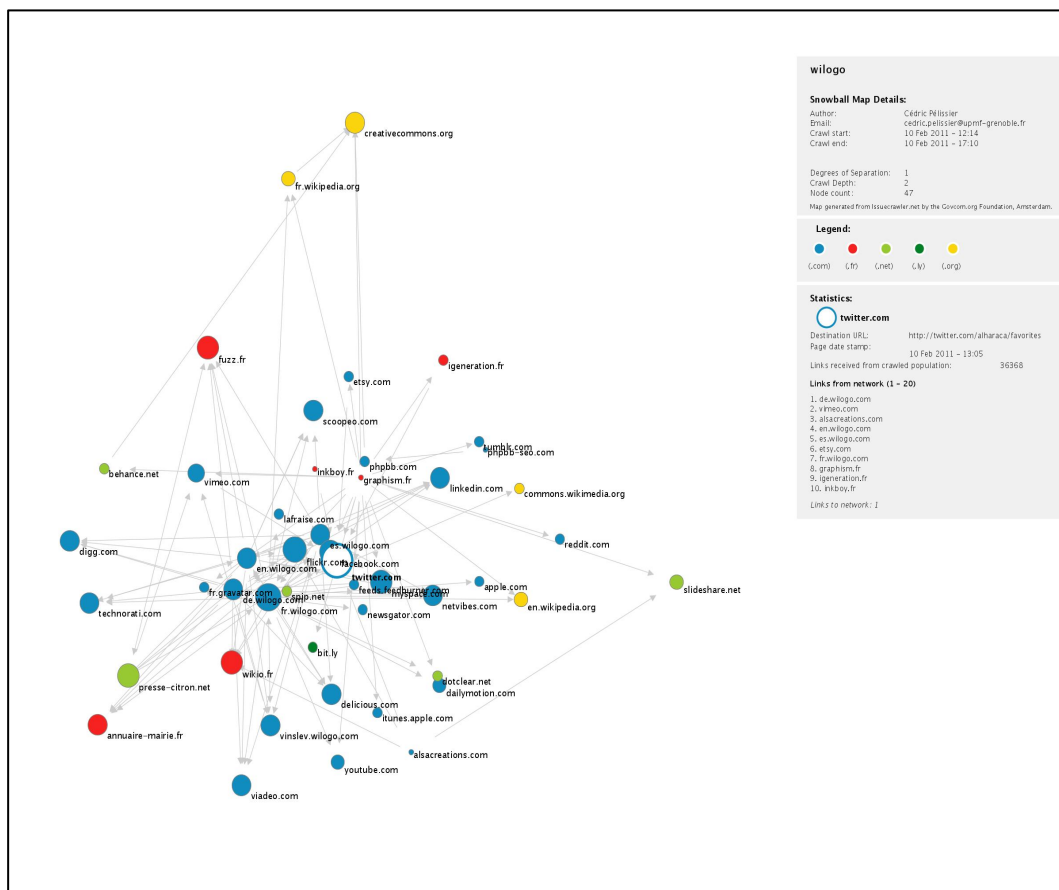 creativecommons.org
fr.wikipedia.org
fuzz.fr
igeneration.fr
etsy.com
scoopeo.com
tumblr.com
phpbb-seo.com
phpbb.com
behance.net
inkboy.fr
vimeo.com
graphism.fr
linkedin.com
commons.wikimedia.org
lafraise.com
es.wilogo.com
reddit.com
digg.com
flickr.com
facebook.com
en.wilogo.com
twitter.com
slideshare.net
fr.gravatar.com
feeds.feedburner.com
myspace.com
apple.com
de.wilogo.com
spip.net
netvibes.com
en.wikipedia.org
technorati.com
fr.wilogo.com
newsgator.com
bit.ly
wikio.fr
presse-citron.net
dotclear.net
dailymotion.com
delicious.com
itunes.apple.com
annuaire-mairie.fr
vinslev.wilogo.com
alsacreations.com
youtube.com
viadeo.com
wilogo
Snowball Map Details:
Author: Cédric Pélissier
Email: cedric.pelissier@upmf-grenoble.fr
Crawl start: 10 Feb 2011 - 12:14
Crawl end: 10 Feb 2011 - 17:10
Degrees of Separation: 1
Crawl Depth: 2
Node count: 47
Map generated from Issuecrawler.net by the Govcom.org Foundation, Amsterdam.
Legend:
(.com) (.fr) (.net) (.ly) (.org)
Statistics:
twitter.com
Destination URL: http://twitter.com/alharaca/favorites
Page date stamp:
10 Feb 2011 - 13:05
Links received from crawled population: 36368
Links from network (1 - 20)
1. de.wilogo.com
2. vimeo.com
3. alsacreations.com
4. en.wilogo.com
5. es.wilogo.com
6. etsy.com
7. fr.wilogo.com
8. graphism.fr
9. igeneration.fr
10. inkboy.fr
Links to network: 1